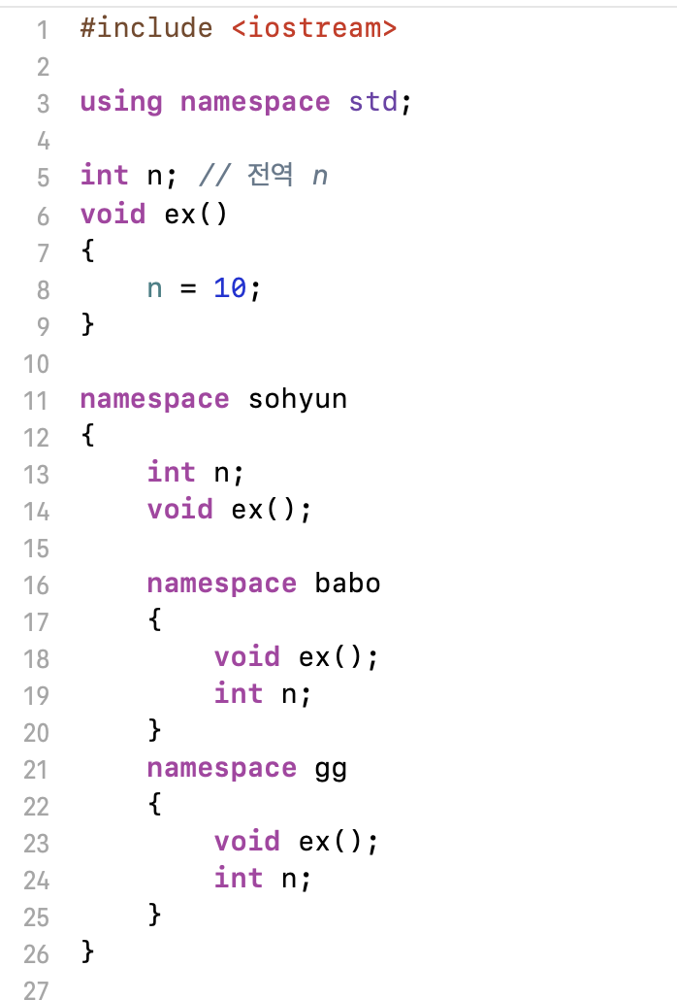 1 #include <iostream>
2
3 using namespace std;
4
5 int n; // 전역 n
6 void ex()
7 {
8     n = 10;
9 }
10
11 namespace sohyun
12 {
13     int n;
14     void ex();
15
16     namespace babo
17     {
18         void ex();
19         int n;
20     }
21     namespace gg
22     {
23         void ex();
24         int n;
25     }
26 }
27